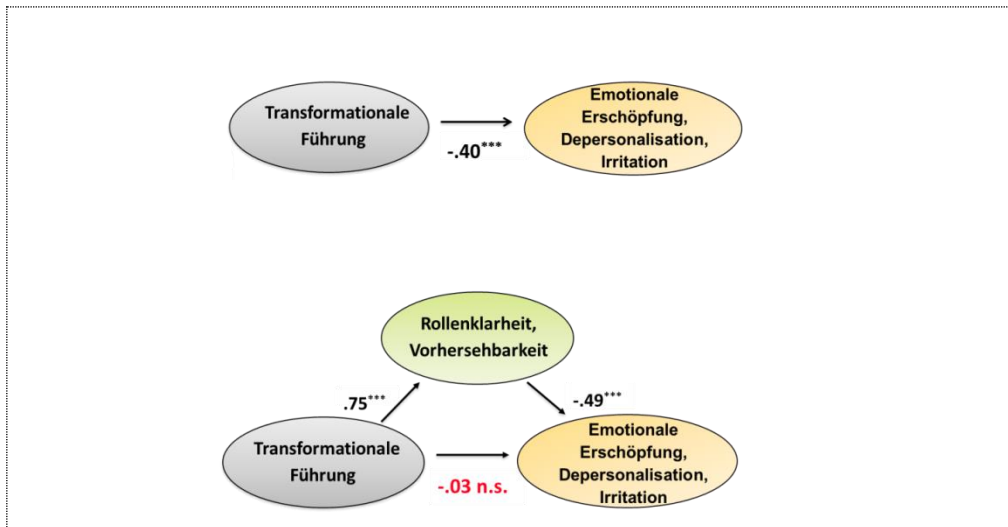 Transformationale
Führung
-.40***
Emotionale
Erschöpfung,
Depersonalisation,
Irritation
Rollenklarheit,
Vorhersehbarkeit
.75***
-.49***
Transformationale
Führung
-.03 n.s.
Emotionale
Erschöpfung,
Depersonalisation,
Irritation